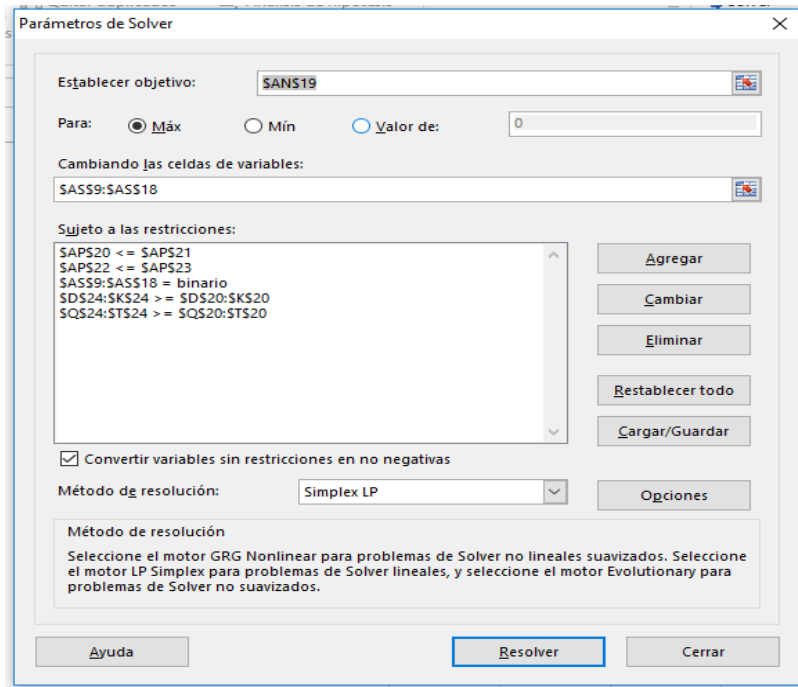 Parámetros de Solver
Establecer objetivo:
$AN$19
Para:
Máx
Mín
Valor de:
0
Cambiando las celdas de variables:
$AS$9:$AS$18
Sujeto a las restricciones:
$AP$20 <= $AP$21
$AP$22 <= $AP$23
$AS$9:$AS$18 = binario
$D$24:$K$24 >= $D$20:$K$20
$Q$24:$T$24 >= $Q$20:$T$20
Agregar
Cambiar
Eliminar
Restablecer todo
Cargar/Guardar
Convertir variables sin restricciones en no negativas
Método de resolución:
Simplex LP
Opciones
Método de resolución
Seleccione el motor GRG Nonlinear para problemas de Solver no lineales suavizados. Seleccione
el motor LP Simplex para problemas de Solver lineales, y seleccione el motor Evolutionary para
problemas de Solver no suavizados.
Ayuda
Resolver
Cerrar